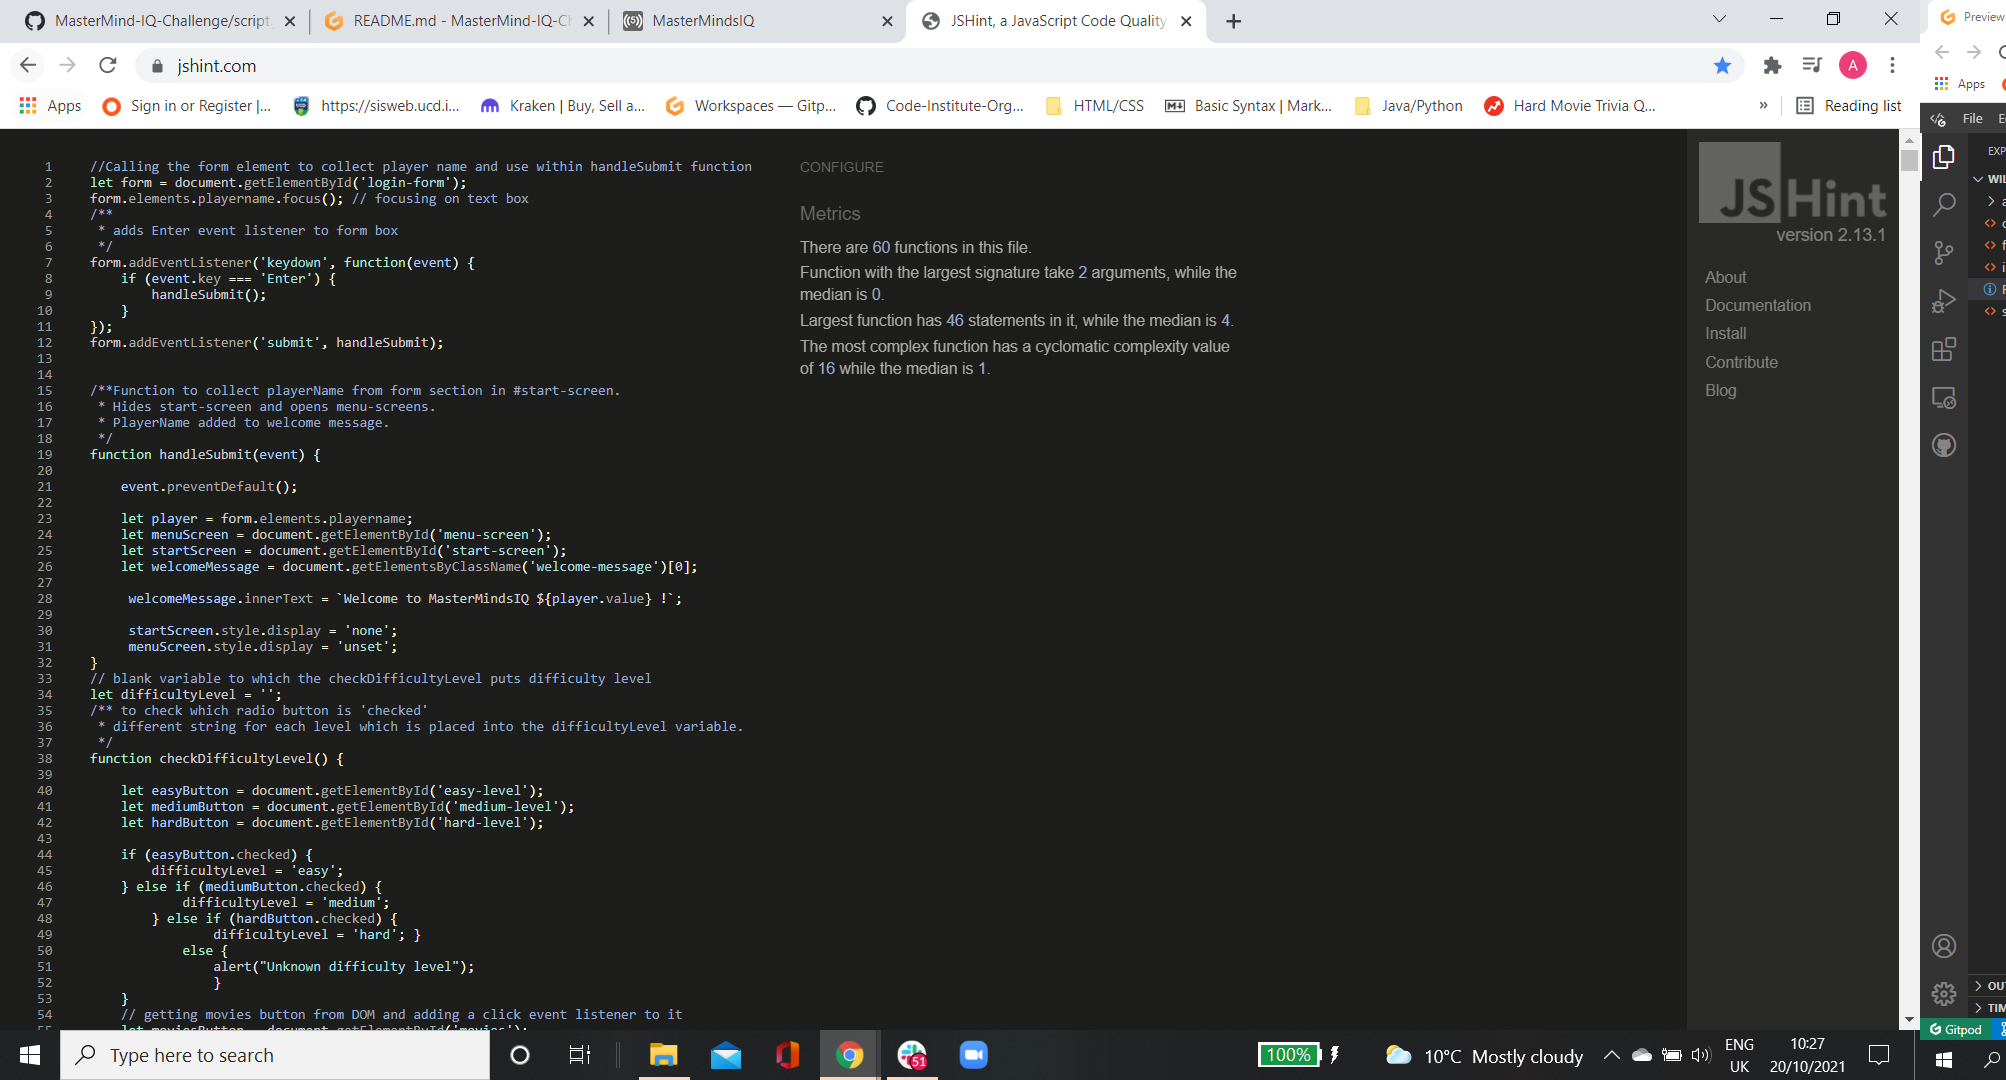 MasterMind-IQ-Challenge/script.
README.md - MasterMind-IQ-Ch
MasterMindsIQ
JSHint, a JavaScript Code Quality
Preview
jshint.com
A
Apps
Sign in or Register |...
https://sisweb.ucd.i...
Kraken | Buy, Sell a...
Workspaces — Gitp...
Code-Institute-Org...
HTML/CSS
Basic Syntax | Mark...
Java/Python
Hard Movie Trivia Q...
»
Reading list
Apps
File
1 //Calling the form element to collect player name and use within handleSubmit function
2 let form = document.getElementById('login-form');
3 form.elements.playername.focus(); // focusing on text box
4 /**
5 * adds Enter event listener to form box
6 */
7 form.addEventListener('keydown', function(event) {
8 if (event.key === 'Enter') {
9 handleSubmit();
10 }
11 });
12 form.addEventListener('submit', handleSubmit);
13
14
15 /**Function to collect playerName from form section in #start-screen.
16 * Hides start-screen and opens menu-screens.
17 * PlayerName added to welcome message.
18 */
19 function handleSubmit(event) {
20
21 event.preventDefault();
22
23 let player = form.elements.playername;
24 let menuScreen = document.getElementById('menu-screen');
25 let startScreen = document.getElementById('start-screen');
26 let welcomeMessage = document.getElementsByClassName('welcome-message')[0];
27
28 welcomeMessage.innerText = `Welcome to MasterMindsIQ ${player.value} !`;
29
30 startScreen.style.display = 'none';
31 menuScreen.style.display = 'unset';
32 }
33 // blank variable to which the checkDifficultyLevel puts difficulty level
34 let difficultyLevel = '';
35 /** to check which radio button is 'checked'
36 * different string for each level which is placed into the difficultyLevel variable.
37 */
38 function checkDifficultyLevel() {
39
40 let easyButton = document.getElementById('easy-level');
41 let mediumButton = document.getElementById('medium-level');
42 let hardButton = document.getElementById('hard-level');
43
44 if (easyButton.checked) {
45 difficultyLevel = 'easy';
46 } else if (mediumButton.checked) {
47 difficultyLevel = 'medium';
48 } else if (hardButton.checked) {
49 difficultyLevel = 'hard'; }
50 else {
51 alert("Unknown difficulty level");
52 }
53 }
54 // getting movies button from DOM and adding a click event listener to it
55 let moviesButton = document.getElementById('movies');
CONFIGURE
Metrics
There are 60 functions in this file.
Function with the largest signature take 2 arguments, while the
median is 0.
Largest function has 46 statements in it, while the median is 4.
The most complex function has a cyclomatic complexity value
of 16 while the median is 1.
JSHint
version 2.13.1
About
Documentation
Install
Contribute
Blog
EXP
WIL
OU
TIM
Gitpod
Type here to search
51
100%
10°C Mostly cloudy
ENG
UK
10:27
20/10/2021